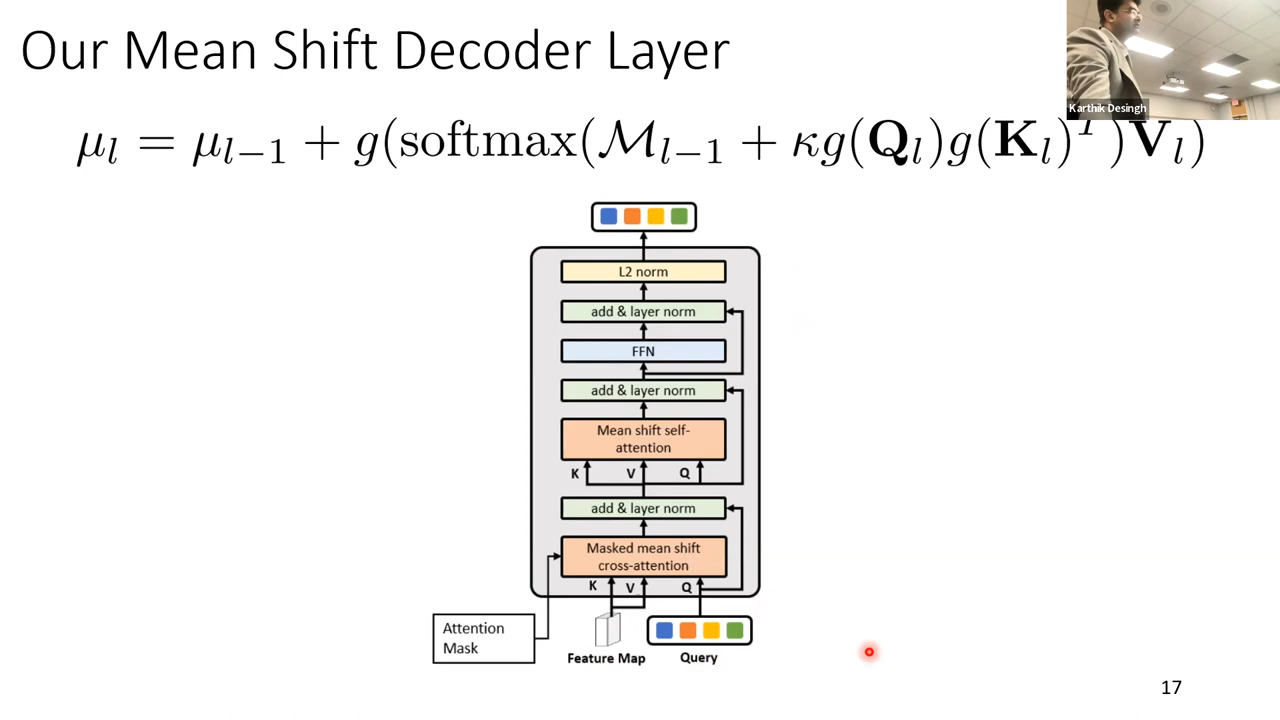 Our Mean Shift Decoder Layer
Karthik Desingh
μ_l = μ_{l−1} + g(softmax(ℳ_{l−1} + κg(𝐐_l)g(𝐊_l)^T)𝐕_l)
L2 norm
add & layer norm
FFN
add & layer norm
Mean shift self-
attention
K V Q
add & layer norm
Masked mean shift
cross-attention
K V Q
Attention
Mask
Feature Map
Query
17